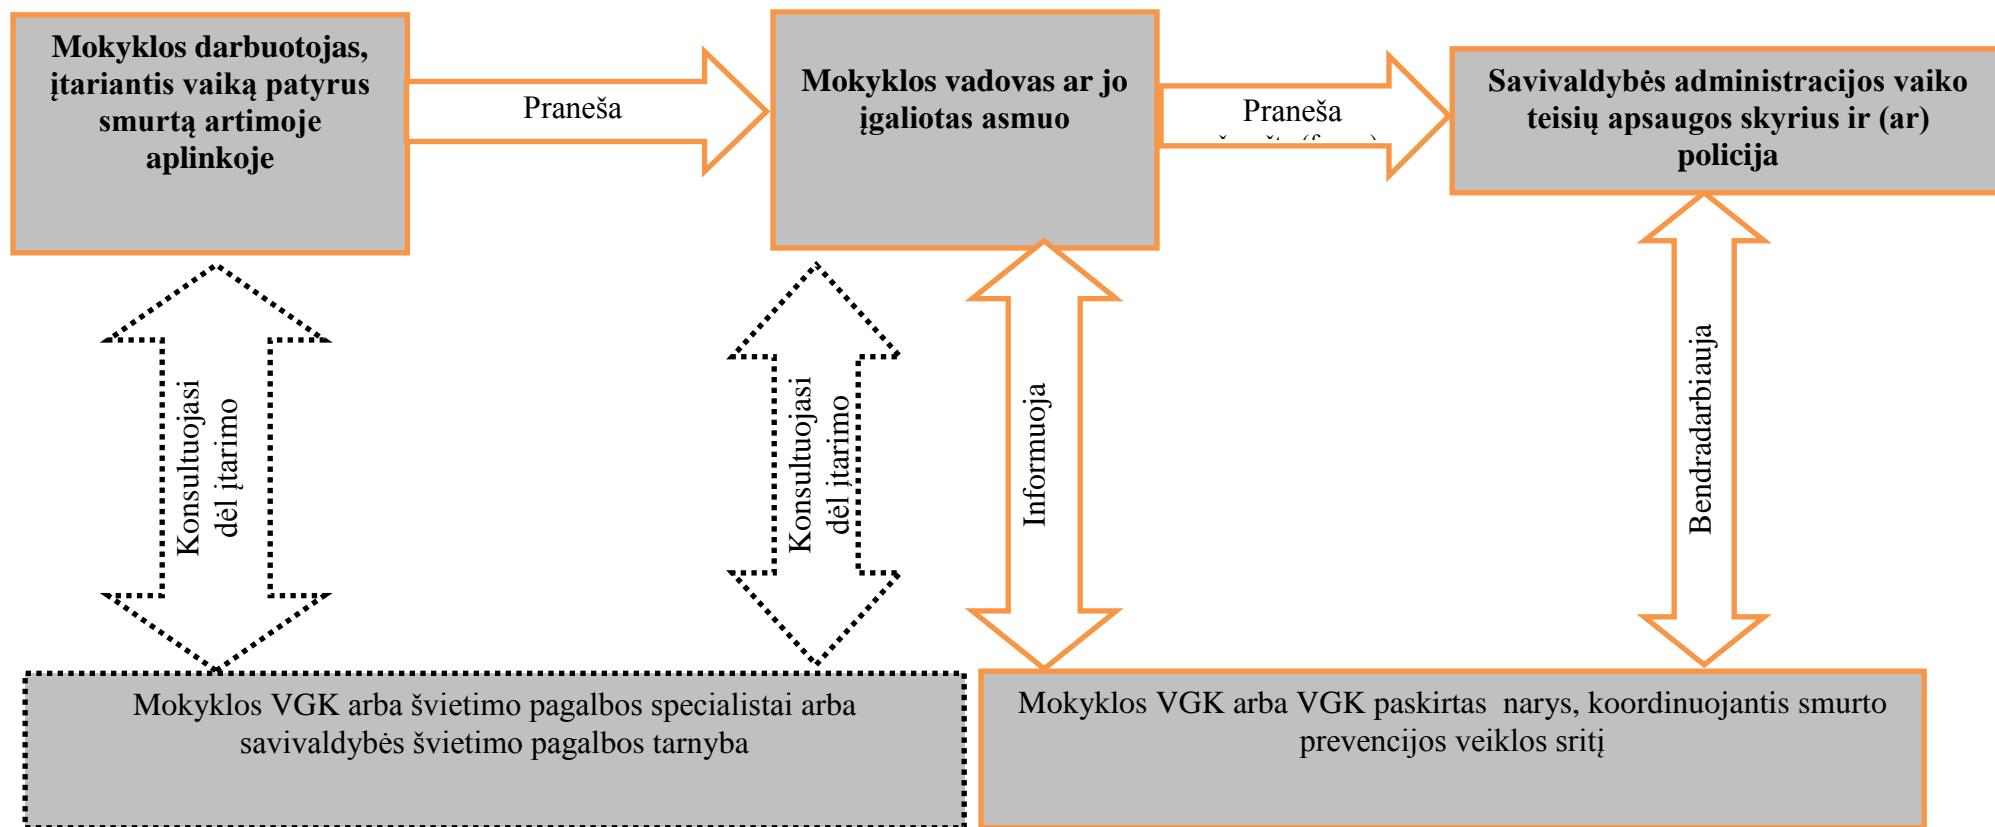 Mokyklos darbuotojas,
įtariantis vaiką patyrus
smurtą artimoje
aplinkoje
Praneša
Mokyklos vadovas ar jo
įgaliotas asmuo
Praneša
Savivaldybės administracijos vaiko
teisių apsaugos skyrius ir (ar)
policija
Konsultuojasi
dėl įtarimo
Konsultuojasi
dėl įtarimo
Informuoja
Bendradarbiauja
Mokyklos VGK arba švietimo pagalbos specialistai arba
savivaldybės švietimo pagalbos tarnyba
Mokyklos VGK arba VGK paskirtas narys, koordinuojantis smurto
prevencijos veiklos sritį